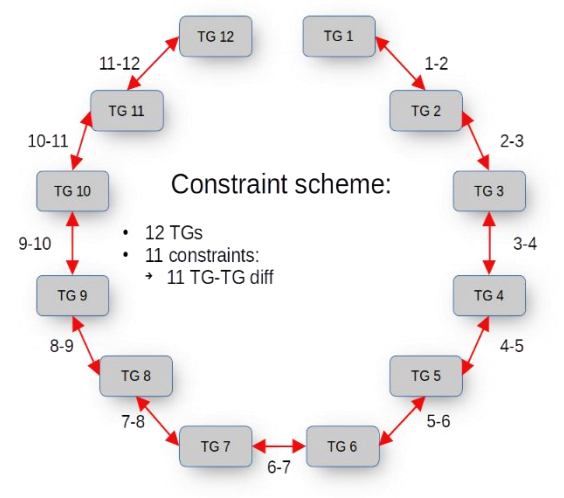 TG 12
TG 1
11-12
1-2
TG 11
TG 2
10-11
2-3
TG 10
Constraint scheme:
TG 3
• 12 TGs
9-10
3-4
• 11 constraints:
→ 11 TG-TG diff
TG 9
TG 4
8-9
4-5
TG 8
TG 5
7-8
5-6
TG 7
TG 6
6-7